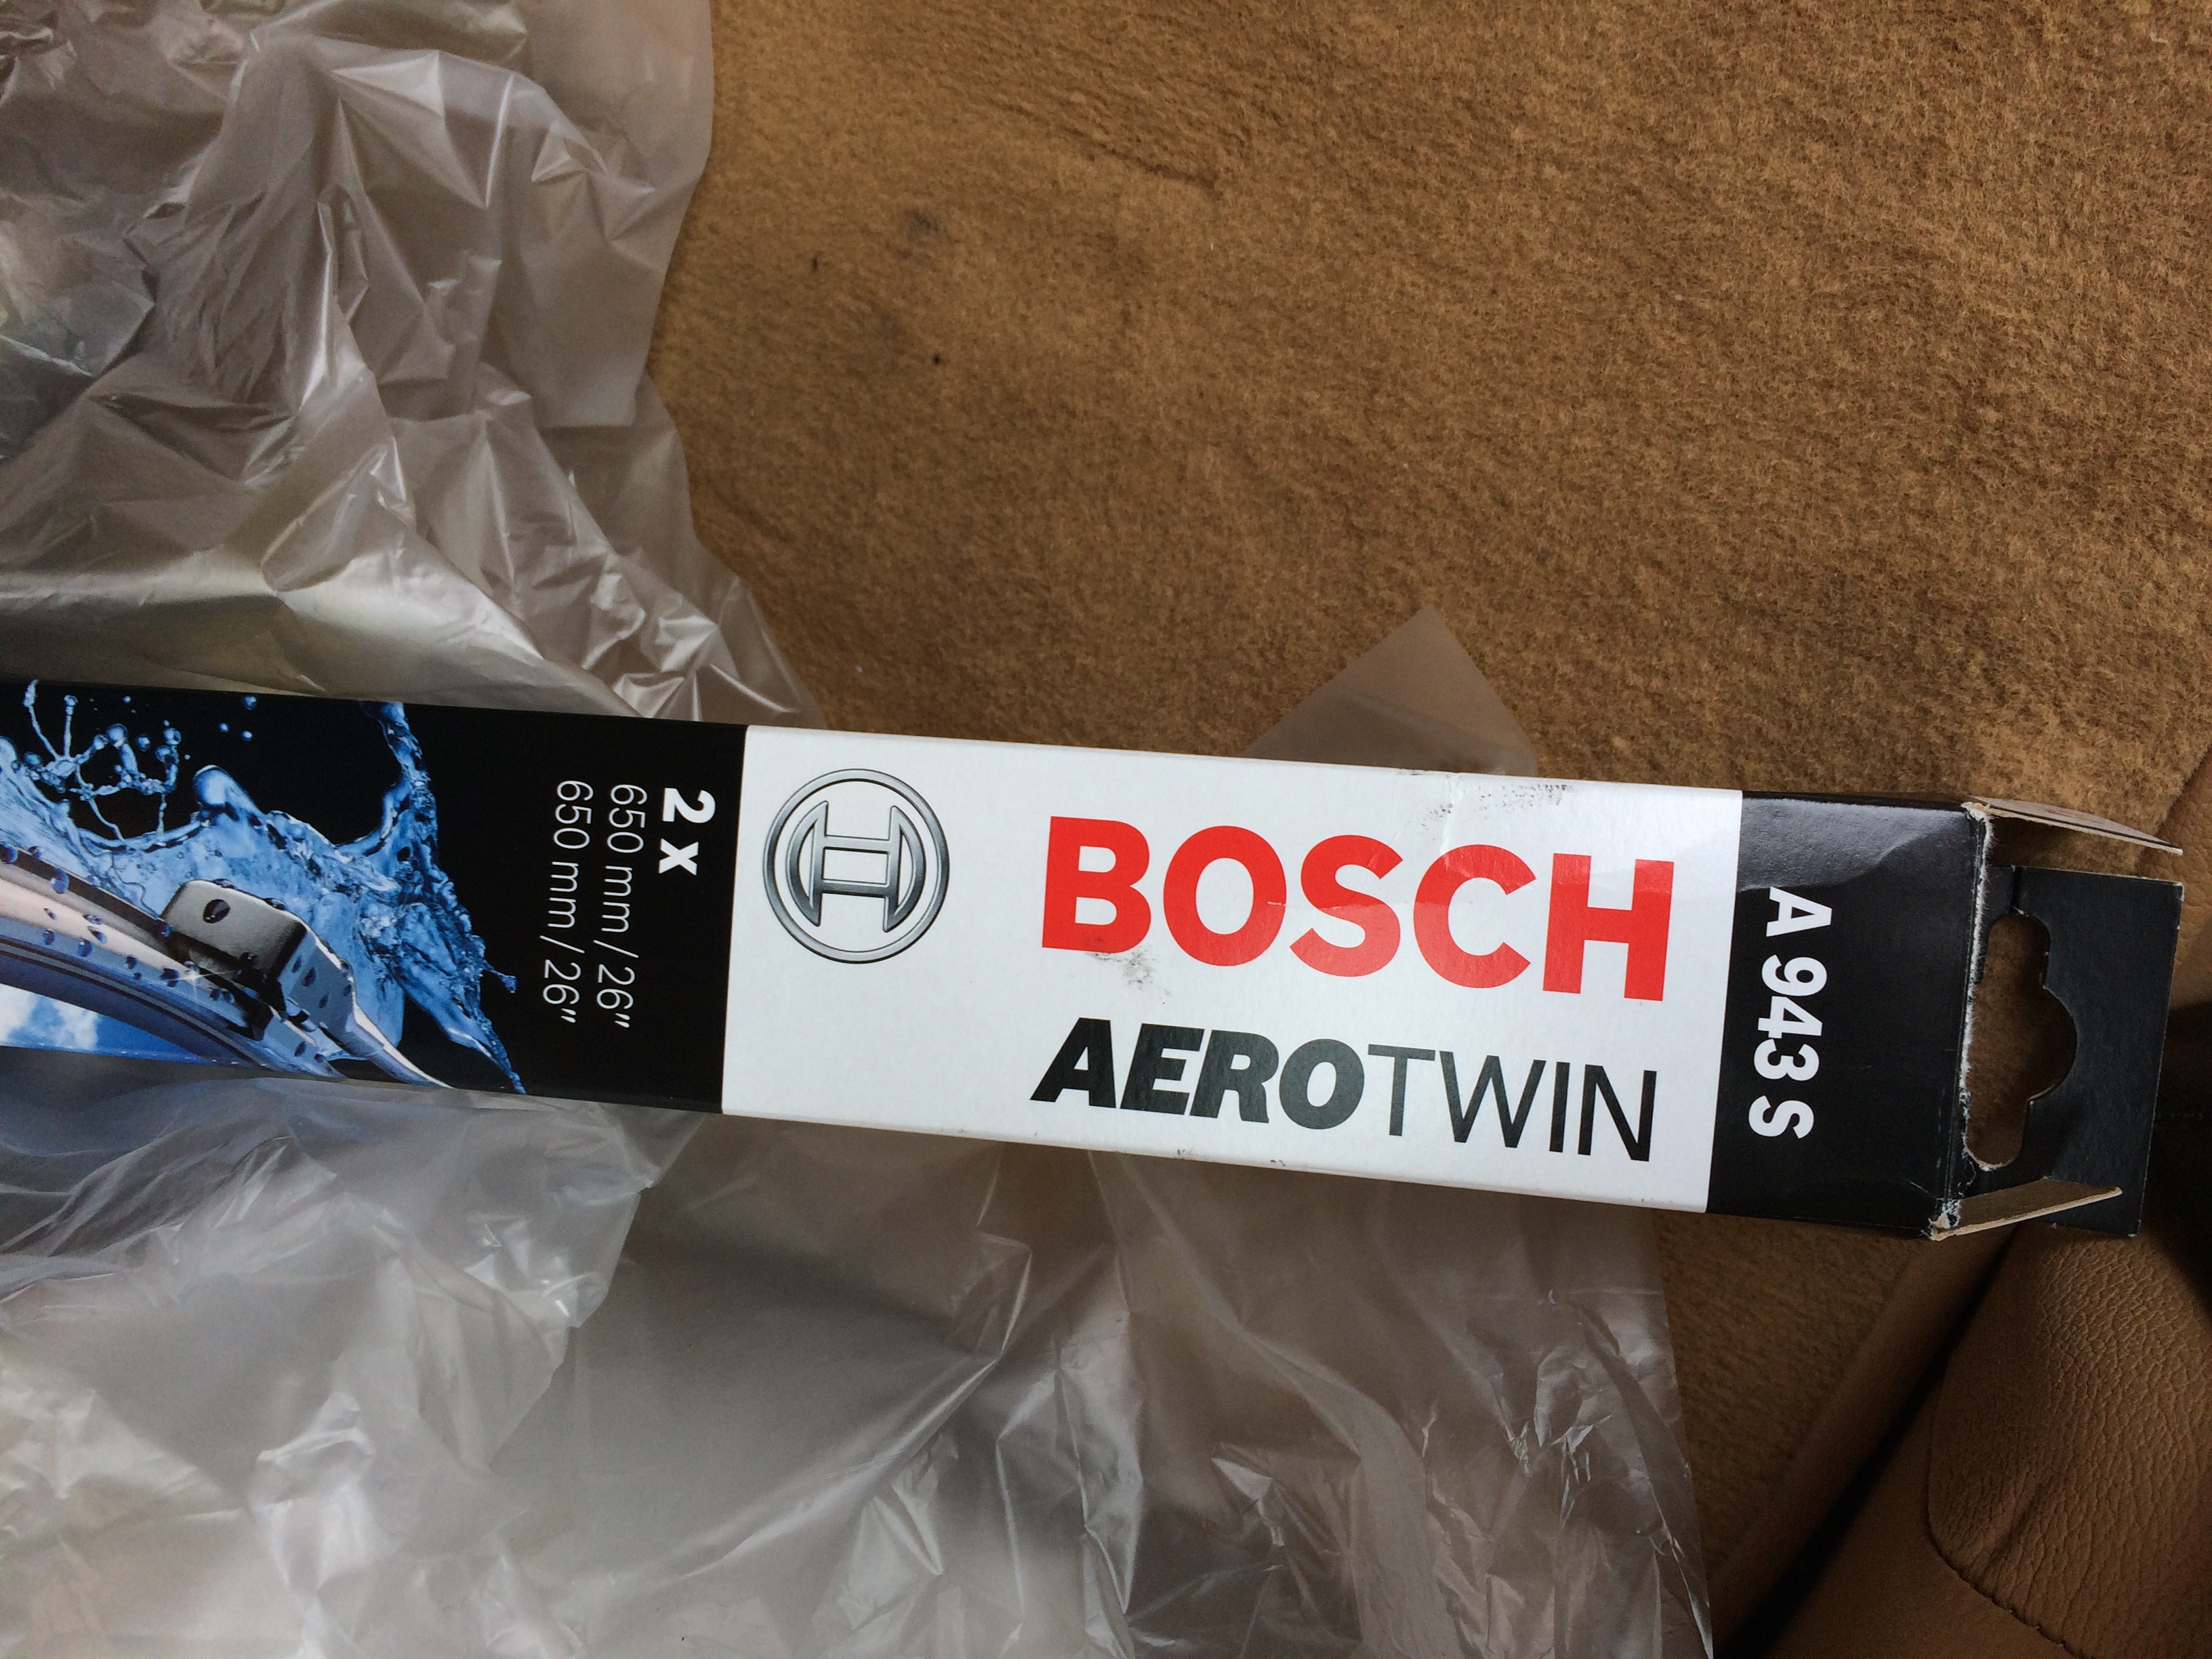 A 943 S
BOSCH
AEROTWIN
2 x
650 mm / 26"
650 mm / 26"